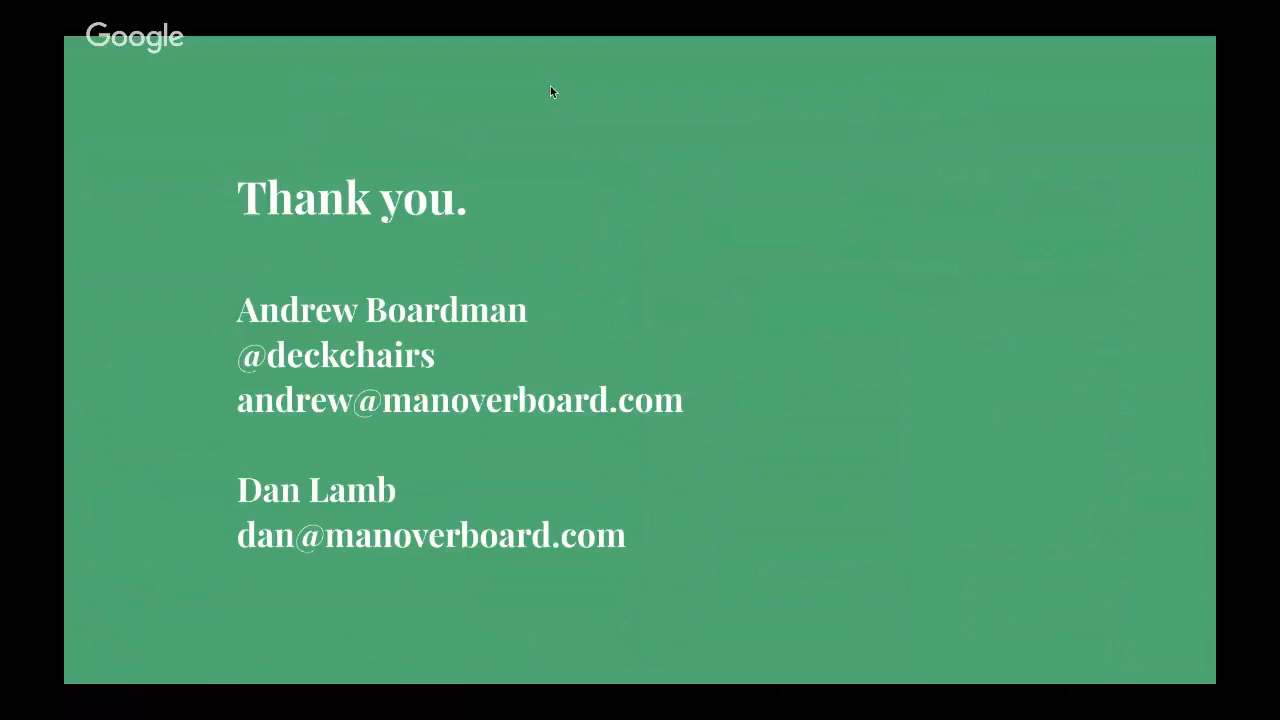 Google
Thank you.
Andrew Boardman
@deckchairs
andrew@manoverboard.com
Dan Lamb
dan@manoverboard.com